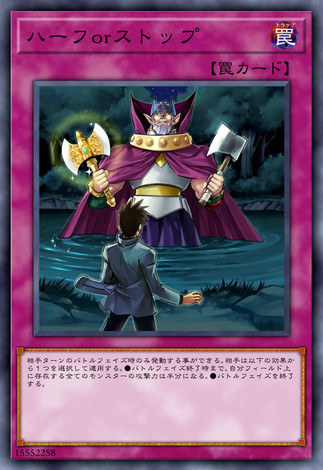 ハーフorストップ
トラップ
罠
【罠カード】
相手ターンのバトルフェイズ時のみ発動する事ができる。相手は以下の効果か
ら１つを選択して適用する。●バトルフェイズ終了時まで、自分フィールド上
に存在する全てのモンスターの攻撃力は半分になる。●バトルフェイズを終了す
る。
15552258